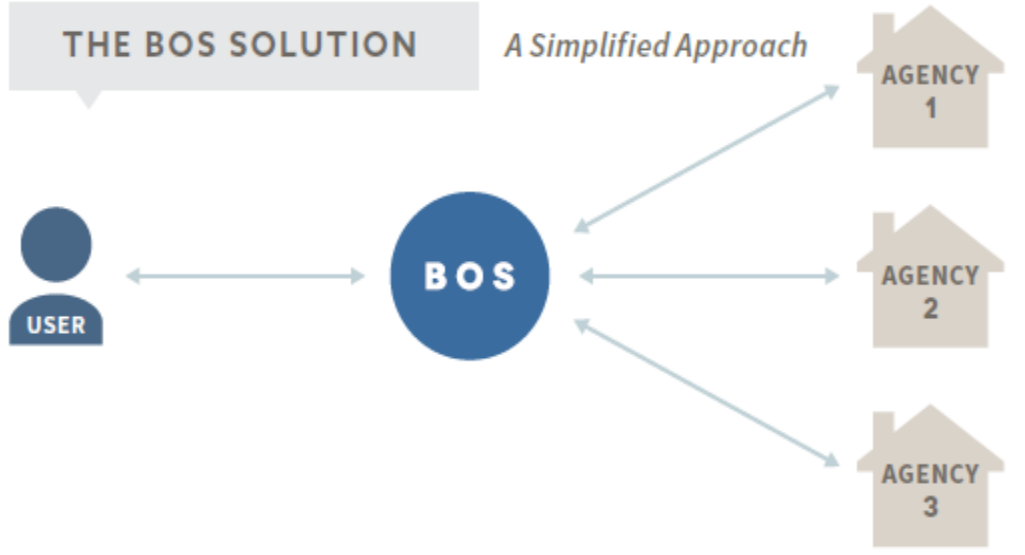 THE BOS SOLUTION
A Simplified Approach
AGENCY
1
USER
BOS
AGENCY
2
AGENCY
3